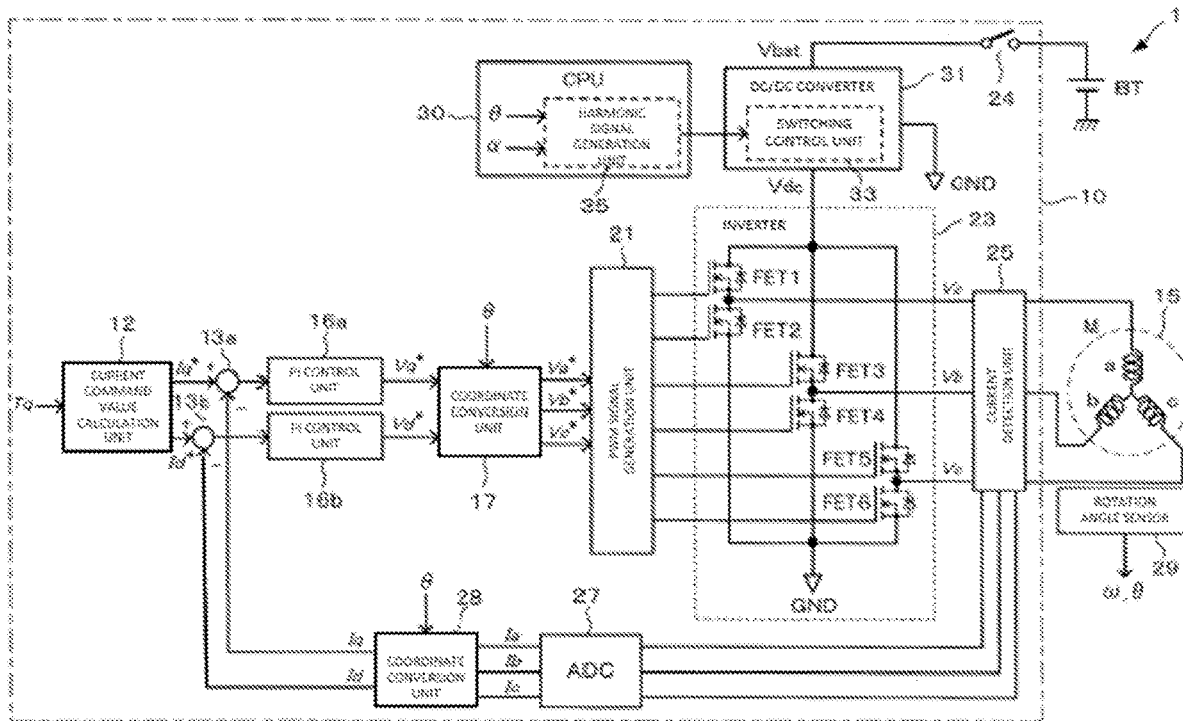 1
Vbat
24
BT
CPU
30
θ
α
HARMONIC
SIGNAL
GENERATION
UNIT
35
DC/DC CONVERTER
31
SWITCHING
CONTROL UNIT
33
GND
Vdc
10
INVERTER
23
21
PWM SIGNAL
GENERATION UNIT
FET1
FET2
FET3
FET4
FET5
FET6
GND
25
CURRENT
DETECTION UNIT
M
a
b
c
ROTATION
ANGLE SENSOR
29
ω, θ
12
CURRENT
COMMAND
VALUE
CALCULATION
UNIT
Tq
Iq*
Id*
13a
13b
+
−
+
−
16a
PI CONTROL
UNIT
PI CONTROL
UNIT
16b
Vq*
Vd*
θ
COORDINATE
CONVERSION
UNIT
17
Va*
Vb*
Vc*
θ
28
COORDINATE
CONVERSION
UNIT
Iq
Id
Ia
Ib
Ic
27
ADC